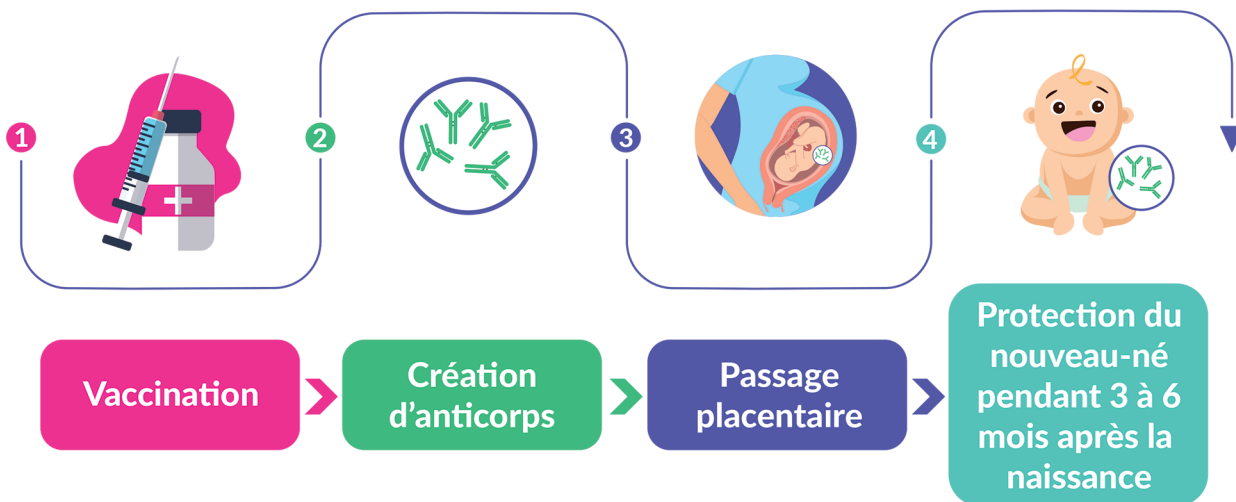 1
2
3
4
Vaccination
Création
d'anticorps
Passage
placentaire
Protection du
nouveau-né
pendant 3 à 6
mois après la
naissance